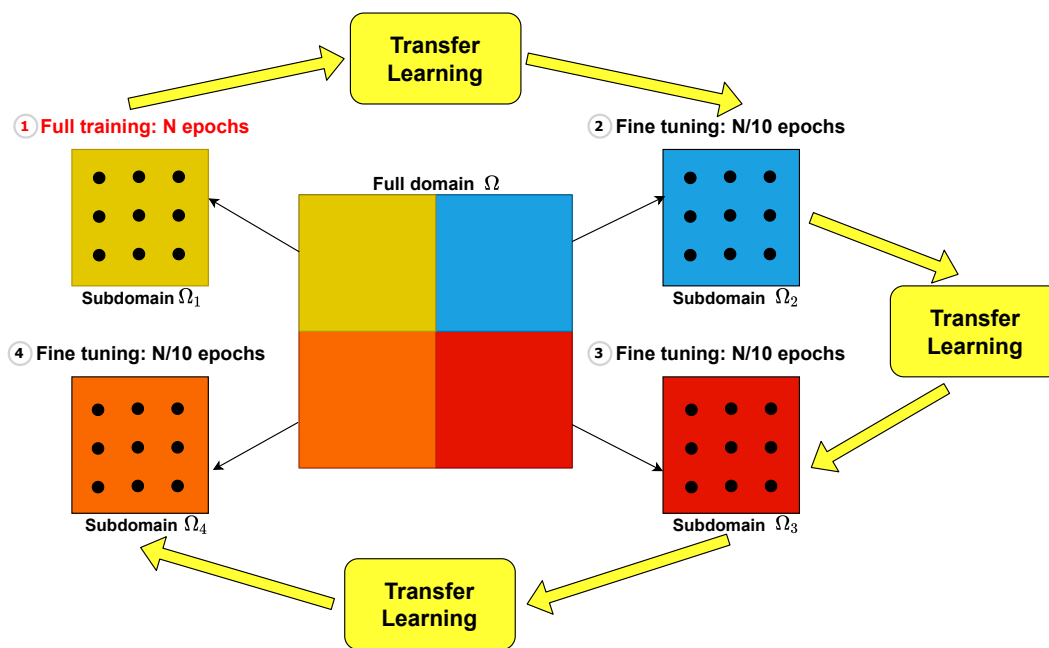 Transfer
Learning
1 Full training: N epochs
2 Fine tuning: N/10 epochs
Full domain Ω
Subdomain Ω₁
Subdomain Ω₂
Transfer
Learning
4 Fine tuning: N/10 epochs
3 Fine tuning: N/10 epochs
Subdomain Ω₄
Subdomain Ω₃
Transfer
Learning